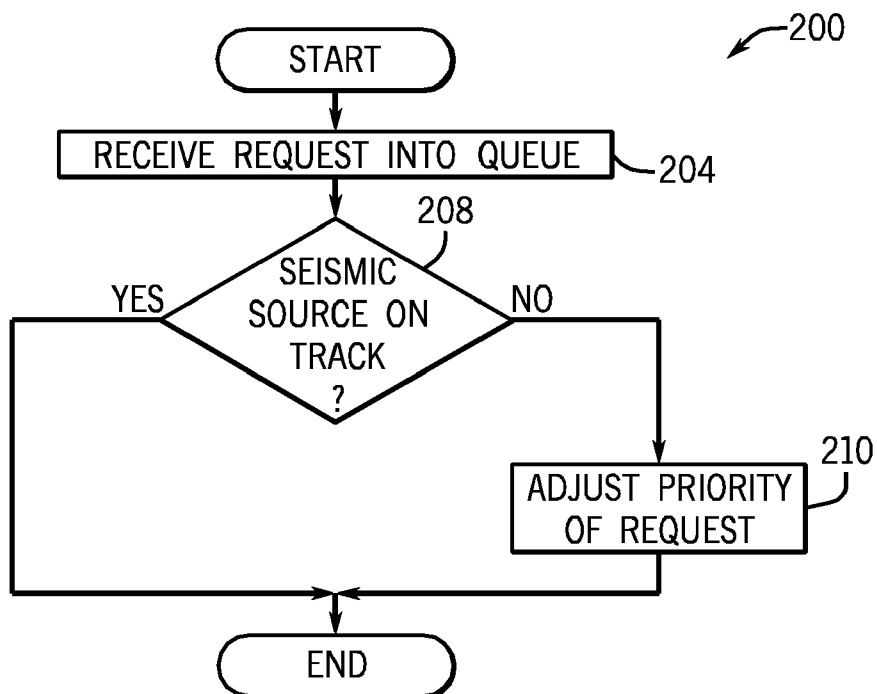 200
START
RECEIVE REQUEST INTO QUEUE
204
208
SEISMIC
SOURCE ON
TRACK
?
YES
NO
210
ADJUST PRIORITY
OF REQUEST
END